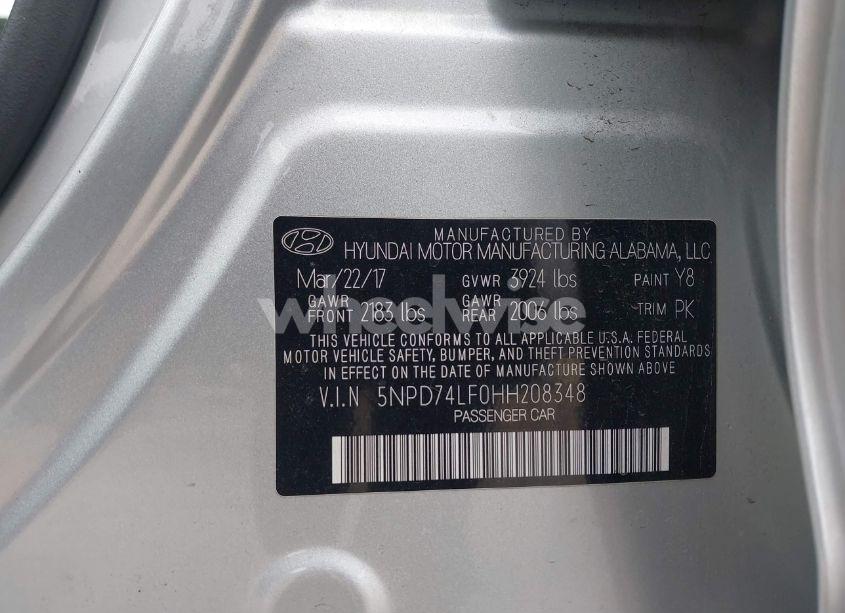 MANUFACTURED BY
HYUNDAI MOTOR MANUFACTURING ALABAMA, LLC
Mar/22/17 GVWR 3924 lbs PAINT Y8
GAWR FRONT 2183 lbs GAWR REAR 2006 lbs TRIM PK
THIS VEHICLE CONFORMS TO ALL APPLICABLE U.S.A. FEDERAL
MOTOR VEHICLE SAFETY, BUMPER, AND THEFT PREVENTION STANDARDS
IN EFFECT ON THE DATE OF MANUFACTURE SHOWN ABOVE
V.I.N 5NPD74LF0HH208348
PASSENGER CAR
wheelwise